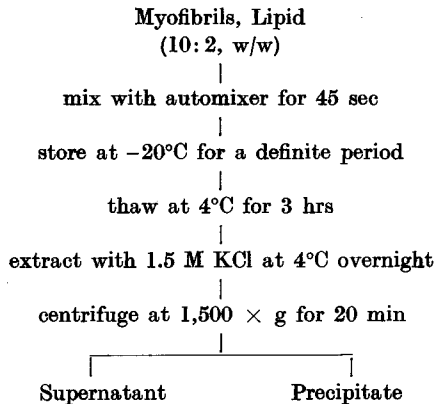 Myofibrils, Lipid
(10: 2, w/w)
mix with automixer for 45 sec
store at –20°C for a definite period
thaw at 4°C for 3 hrs
extract with 1.5 M KCl at 4°C overnight
centrifuge at 1,500 × g for 20 min
Supernatant Precipitate